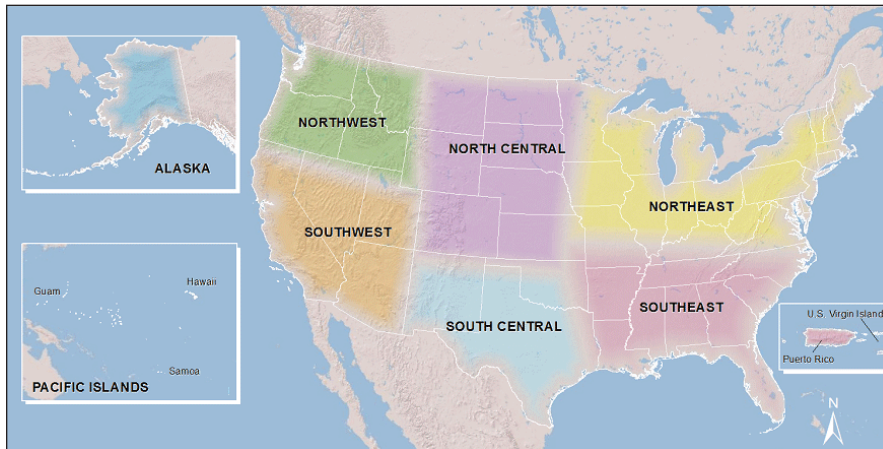 ALASKA
NORTHWEST
NORTH CENTRAL
NORTHEAST
SOUTHWEST
SOUTH CENTRAL
SOUTHEAST
Guam
Hawaii
Samoa
PACIFIC ISLANDS
U.S. Virgin Island
Puerto Rico
N